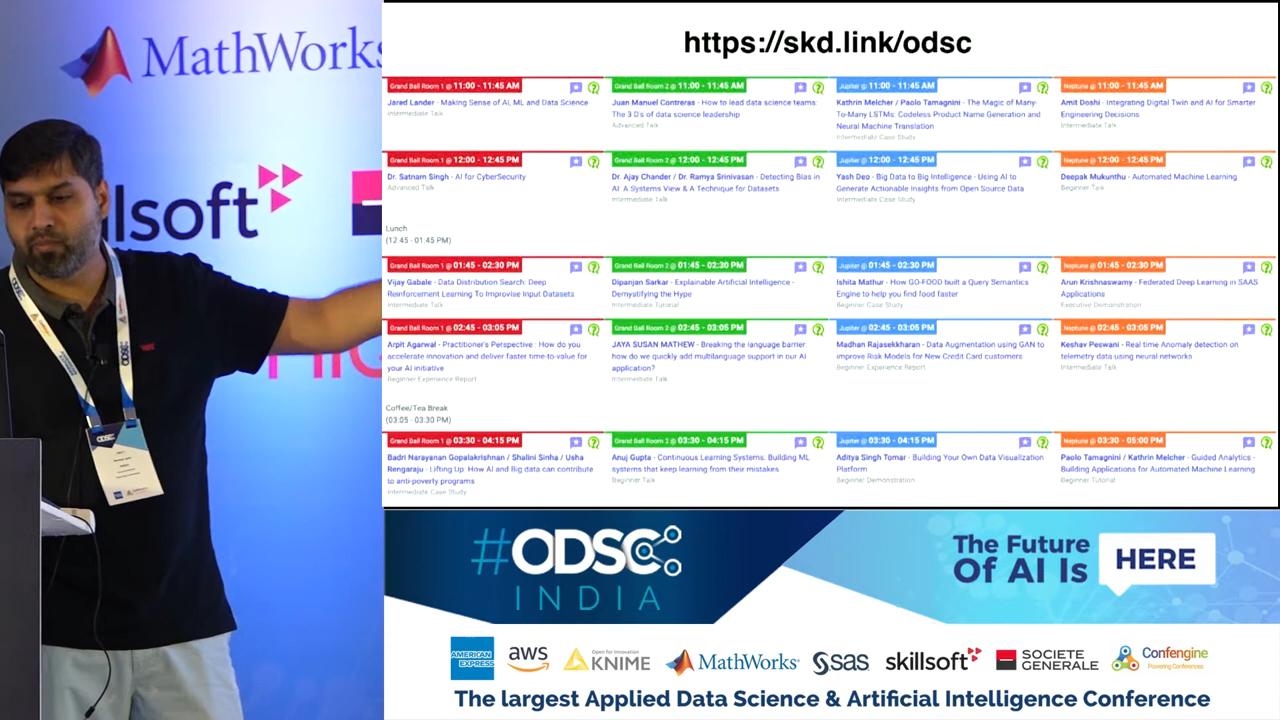 MathWorks
llsoft
ODSC
ODSC
https://skd.link/odsc
Grand Ball Room 1 @ 11:00 - 11:45 AM
Jared Lander - Making Sense of AI, ML and Data Science
Intermediate Talk
Grand Ball Room 2 @ 11:00 - 11:45 AM
Juan Manuel Contreras - How to lead data science teams:
The 3 D's of data science leadership
Advanced Talk
Jupiter @ 11:00 - 11:45 AM
Kathrin Melcher / Paolo Tamagnini - The Magic of Many-
To-Many LSTMs: Codeless Product Name Generation and
Neural Machine Translation
Intermediate Case Study
Neptune @ 11:00 - 11:45 AM
Amit Doshi - Integrating Digital Twin and AI for Smarter
Engineering Decisions
Intermediate Talk
Grand Ball Room 1 @ 12:00 - 12:45 PM
Dr. Satnam Singh - AI for CyberSecurity
Advanced Talk
Grand Ball Room 2 @ 12:00 - 12:45 PM
Dr. Ajay Chander / Dr. Ramya Srinivasan - Detecting Bias in
AI: A Systems View & A Technique for Datasets
Intermediate Talk
Jupiter @ 12:00 - 12:45 PM
Yash Deo - Big Data to Big Intelligence - Using AI to
Generate Actionable Insights from Open Source Data
Intermediate Case Study
Neptune @ 12:00 - 12:45 PM
Deepak Mukunthu - Automated Machine Learning
Beginner Talk
Lunch
(12:45 - 01:45 PM)
Grand Ball Room 1 @ 01:45 - 02:30 PM
Vijay Gabale - Data Distribution Search: Deep
Reinforcement Learning To Improvise Input Datasets
Intermediate Talk
Grand Ball Room 2 @ 01:45 - 02:30 PM
Dipanjan Sarkar - Explainable Artificial Intelligence -
Demystifying the Hype
Intermediate Tutorial
Jupiter @ 01:45 - 02:30 PM
Ishita Mathur - How GO-FOOD built a Query Semantics
Engine to help you find food faster
Beginner Case Study
Neptune @ 01:45 - 02:30 PM
Arun Krishnaswamy - Federated Deep Learning in SAAS
Applications
Executive Demonstration
Grand Ball Room 1 @ 02:45 - 03:05 PM
Arpit Agarwal - Practitioner's Perspective : How do you
accelerate innovation and deliver faster time-to-value for
your AI initiative
Beginner Experience Report
Grand Ball Room 2 @ 02:45 - 03:05 PM
JAYA SUSAN MATHEW - Breaking the language barrier:
how do we quickly add multilanguage support in our AI
application?
Intermediate Talk
Jupiter @ 02:45 - 03:05 PM
Madhan Rajasekkharan - Data Augmentation using GAN to
improve Risk Models for New Credit Card customers
Beginner Experience Report
Neptune @ 02:45 - 03:05 PM
Keshav Peswani - Real time Anomaly detection on
telemetry data using neural networks
Intermediate Talk
Coffee/Tea Break
(03:05 - 03:30 PM)
Grand Ball Room 1 @ 03:30 - 04:15 PM
Badri Narayanan Gopalakrishnan / Shalini Sinha / Usha
Rengaraju - Lifting Up: How AI and Big data can contribute
to anti-poverty programs
Intermediate Case Study
Grand Ball Room 2 @ 03:30 - 04:15 PM
Anuj Gupta - Continuous Learning Systems: Building ML
systems that keep learning from their mistakes
Beginner Talk
Jupiter @ 03:30 - 04:15 PM
Aditya Singh Tomar - Building Your Own Data Visualization
Platform
Beginner Demonstration
Neptune @ 03:30 - 05:00 PM
Paolo Tamagnini / Kathrin Melcher - Guided Analytics -
Building Applications for Automated Machine Learning
Beginner Tutorial
#ODSC
INDIA
The Future
Of AI Is HERE
AMERICAN EXPRESS
aws
Open for Innovation
KNIME
MathWorks
sas
skillsoft
SOCIETE GENERALE
Confengine
Powering Conferences
The largest Applied Data Science & Artificial Intelligence Conference